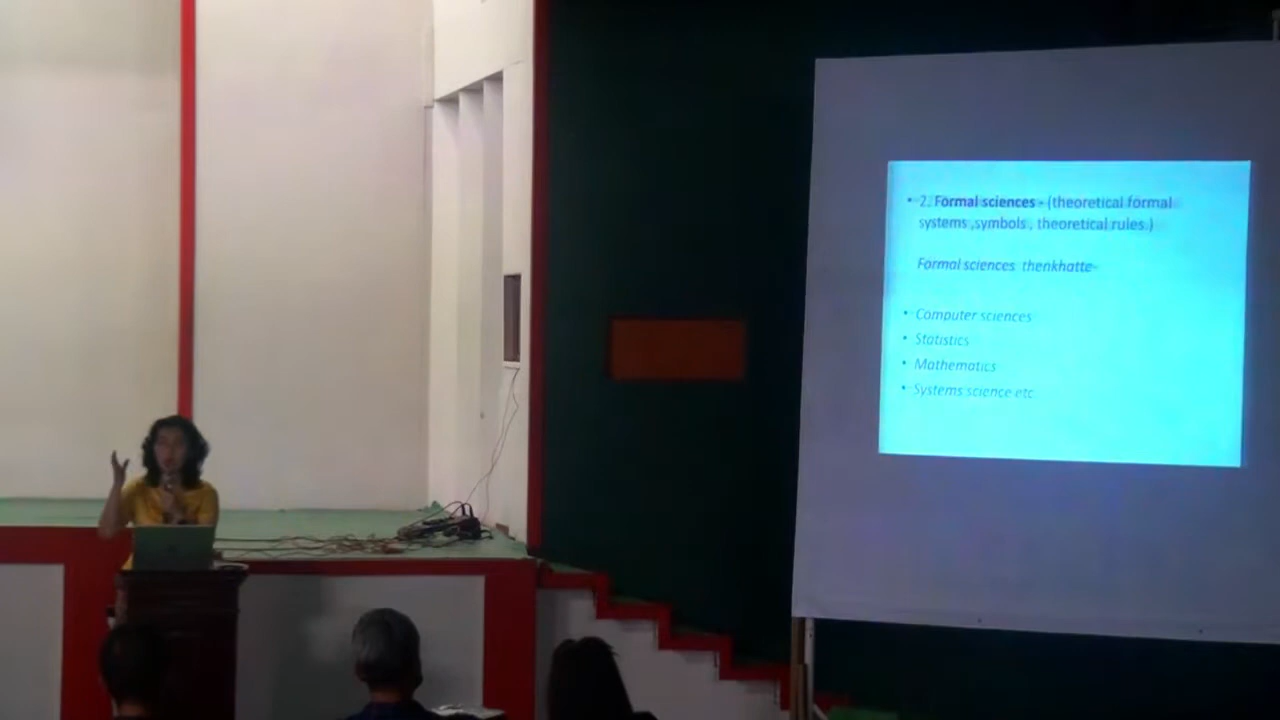 • 2. Formal sciences - (theoretical formal
systems ,symbols , theoretical rules.)
Formal sciences thenkhatte-
• Computer sciences
• Statistics
• Mathematics
• Systems science etc